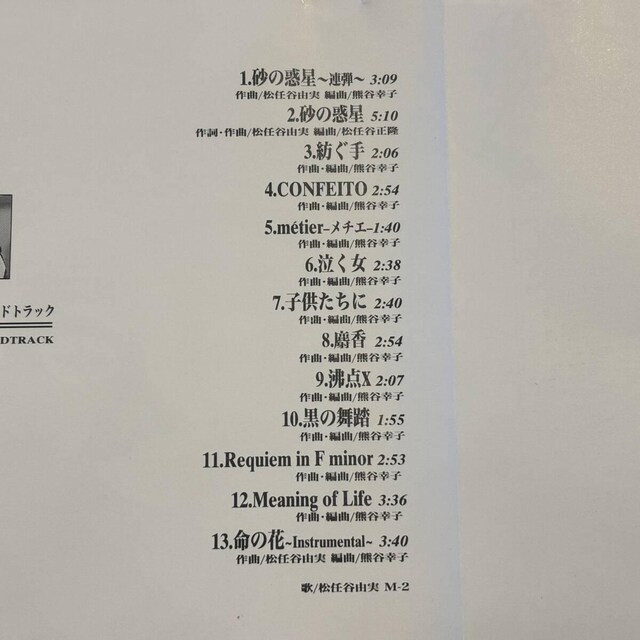 1.砂の惑星～連弾～ 3:09
作曲/松任谷由実 編曲/熊谷幸子
2.砂の惑星 5:10
作詞・作曲/松任谷由実 編曲/松任谷正隆
3.紡ぐ手 2:06
作曲・編曲/熊谷幸子
4.CONFEITO 2:54
作曲・編曲/熊谷幸子
5.métier–メチエ–1:40
作曲・編曲/熊谷幸子
6.泣く女 2:38
作曲・編曲/熊谷幸子
7.子供たちに 2:40
作曲・編曲/熊谷幸子
8.麝香 2:54
作曲・編曲/熊谷幸子
9.沸点X 2:07
作曲・編曲/熊谷幸子
10.黒の舞踏 1:55
作曲・編曲/熊谷幸子
11.Requiem in F minor 2:53
作曲・編曲/熊谷幸子
12.Meaning of Life 3:36
作曲・編曲/熊谷幸子
13.命の花~Instrumental~ 3:40
作曲/松任谷由実 編曲/熊谷幸子
歌/松任谷由実 M-2
ドトラック
DTRACK